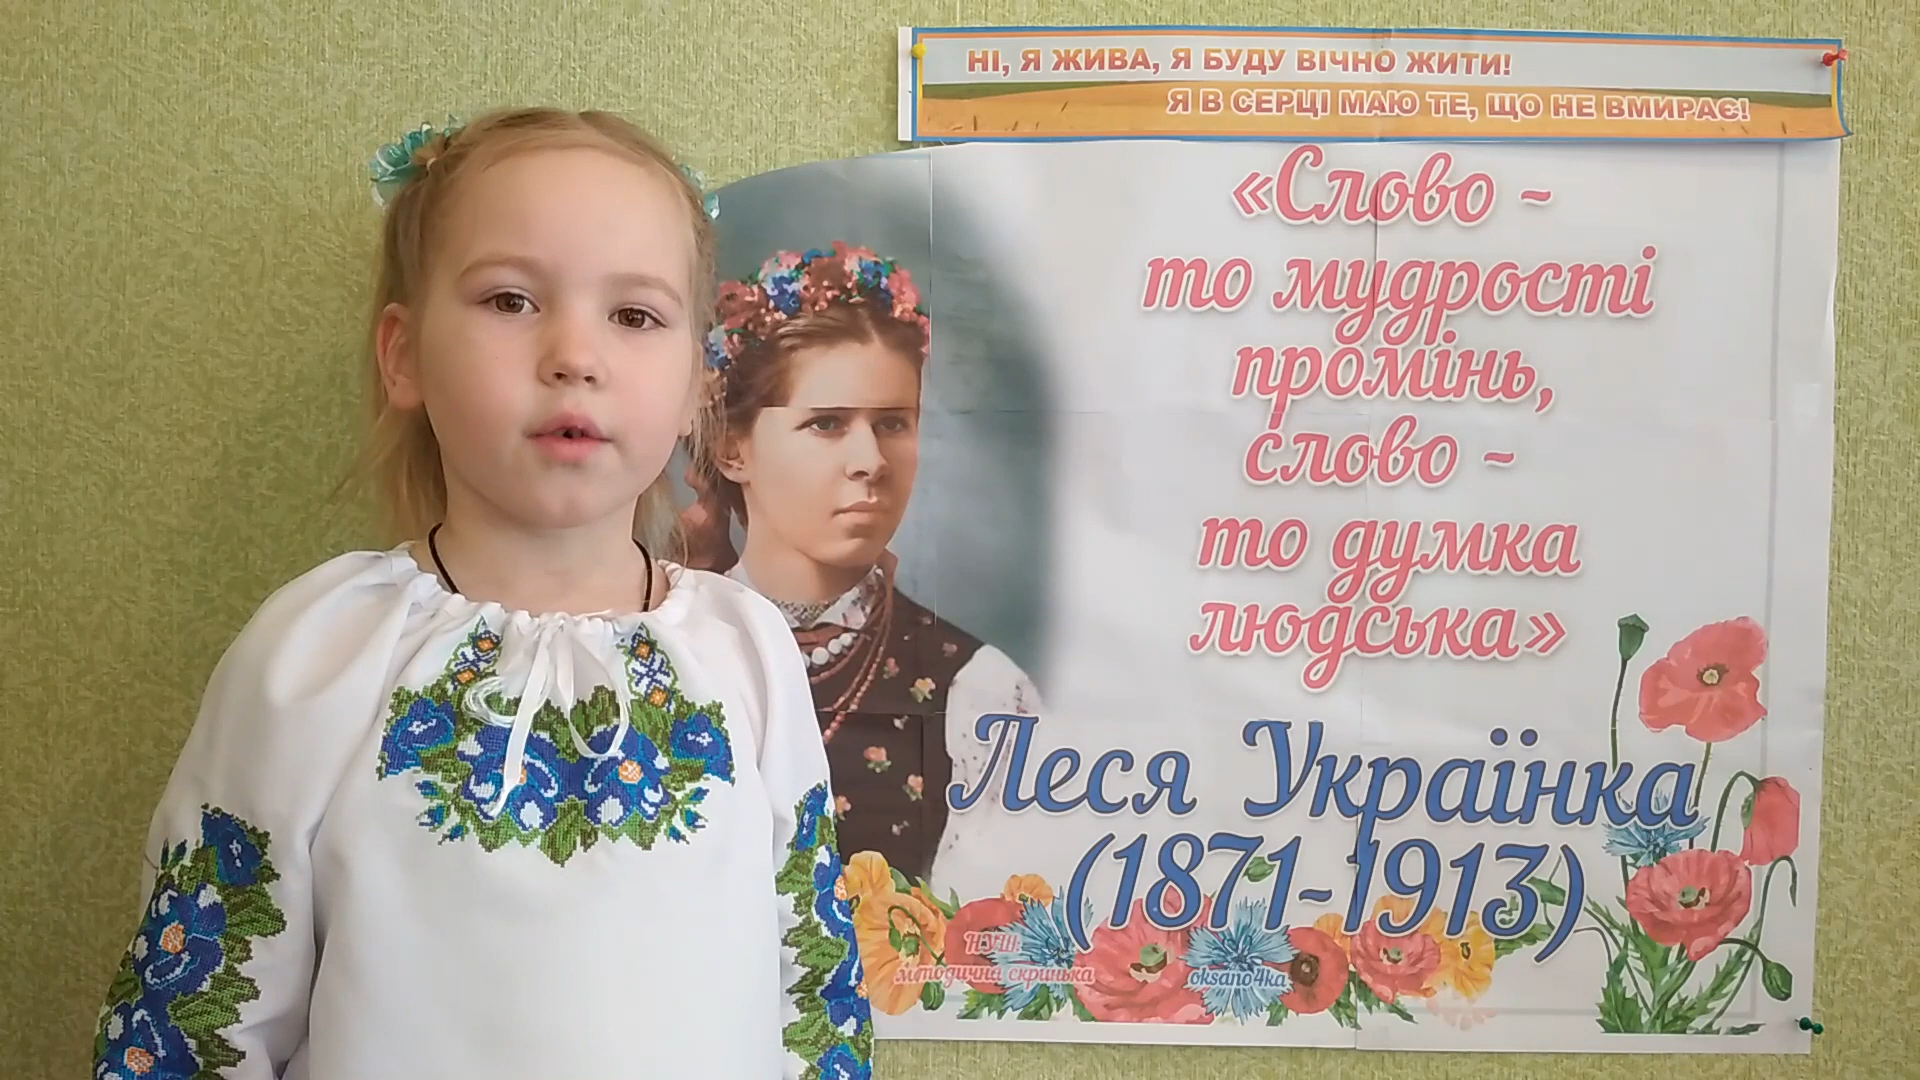 НІ, Я ЖИВА, Я БУДУ ВІЧНО ЖИТИ!
Я В СЕРЦІ МАЮ ТЕ, ЩО НЕ ВМИРАЄ!
«Слово -
то мудрості
промінь,
слово -
то думка
людська»
Леся Українка
(1871-1913)
НУШ:
методична скринька
oksano4ka